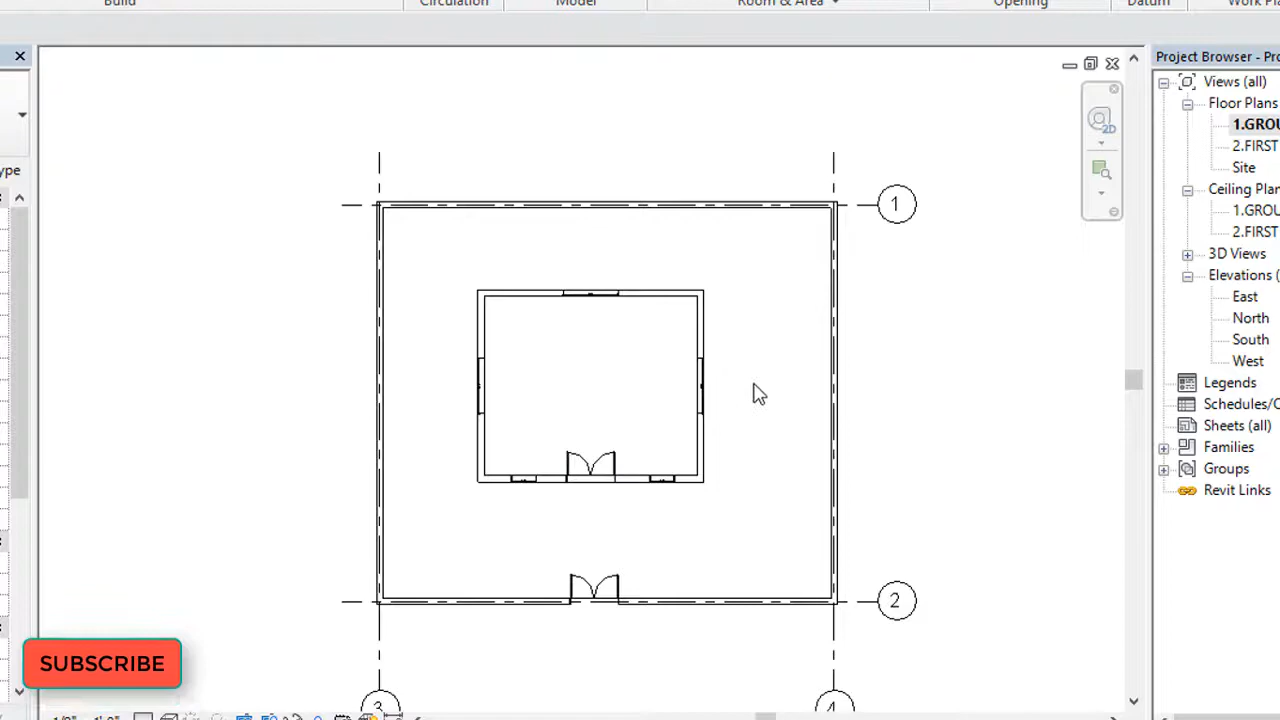 Build
Circulation
Model
Room & Area
Opening
Datum
Project Browser - Pro
Views (all)
Floor Plans
1.GROU
2.FIRST
Site
Ceiling Plan
1.GROU
2.FIRST
3D Views
Elevations (
East
North
South
West
Legends
Schedules/
Sheets (all)
Families
Groups
Revit Links
2D
ype
1
2
3
4
SUBSCRIBE